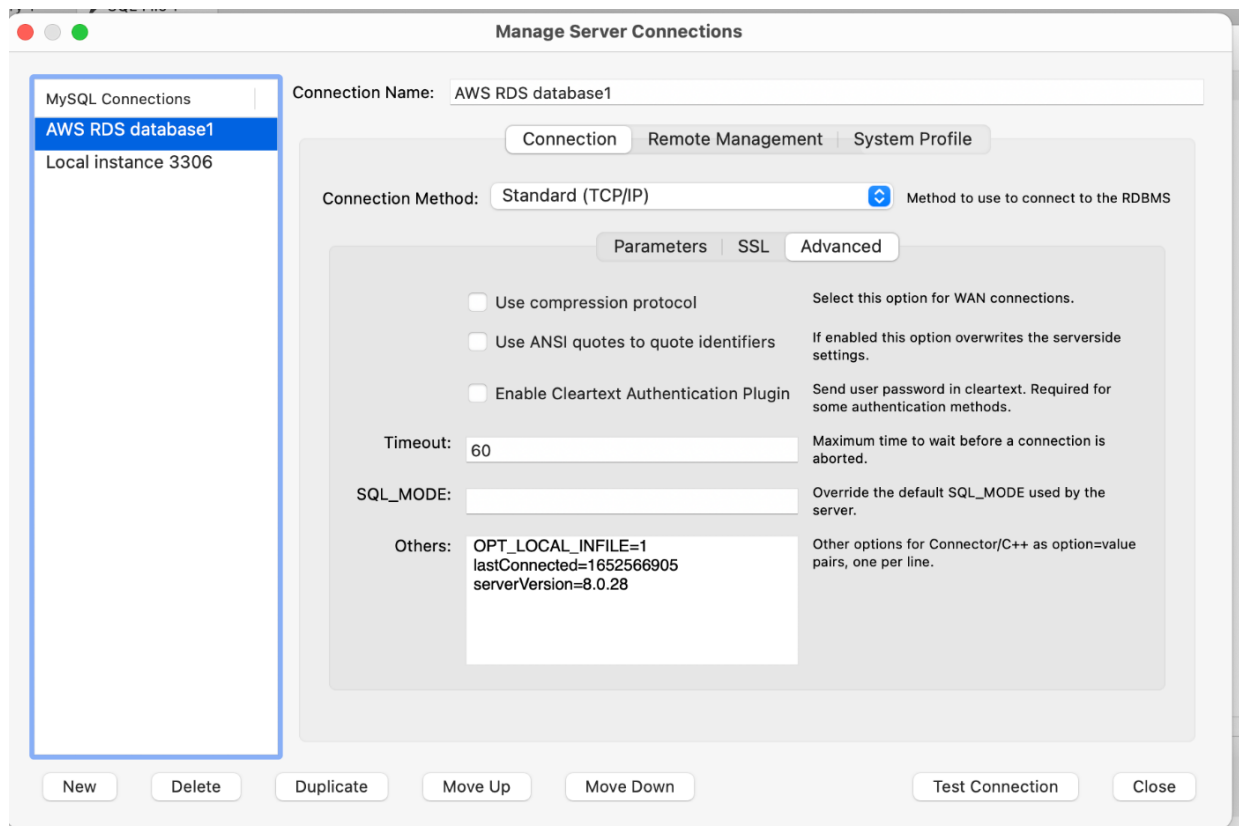 Manage Server Connections
MySQL Connections
AWS RDS database1
Local instance 3306
Connection Name: AWS RDS database1
Connection Remote Management System Profile
Connection Method: Standard (TCP/IP) Method to use to connect to the RDBMS
Parameters SSL Advanced
Use compression protocol Select this option for WAN connections.
Use ANSI quotes to quote identifiers If enabled this option overwrites the serverside
settings.
Enable Cleartext Authentication Plugin Send user password in cleartext. Required for
some authentication methods.
Timeout: 60 Maximum time to wait before a connection is
aborted.
SQL_MODE: Override the default SQL_MODE used by the
server.
Others: OPT_LOCAL_INFILE=1 Other options for Connector/C++ as option=value
lastConnected=1652566905 pairs, one per line.
serverVersion=8.0.28
New Delete Duplicate Move Up Move Down Test Connection Close